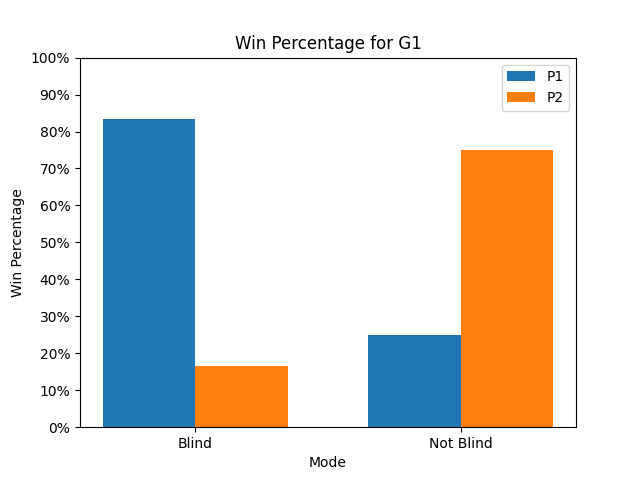 Win Percentage for G1
100%
90%
80%
70%
60%
50%
40%
30%
20%
10%
0%
Win Percentage
P1
P2
Blind
Not Blind
Mode